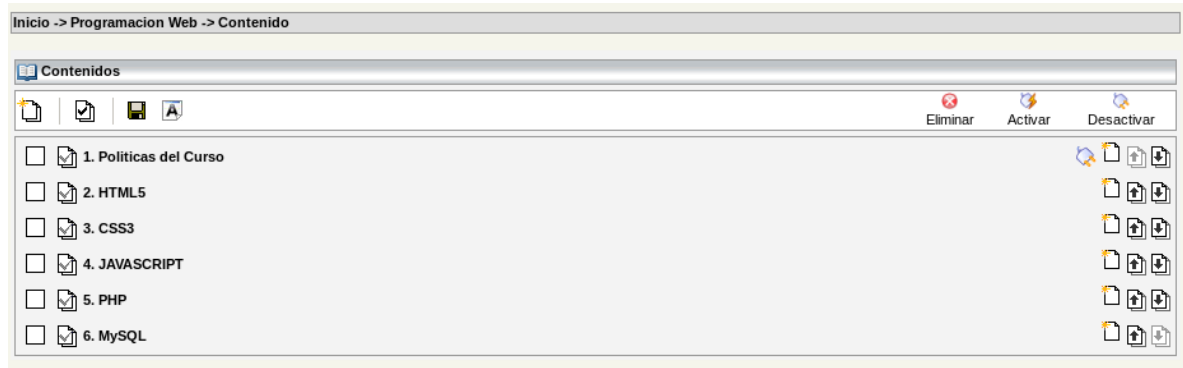 Inicio -> Programacion Web -> Contenido
Contenidos
A
Eliminar Activar Desactivar
1. Politicas del Curso
2. HTML5
3. CSS3
4. JAVASCRIPT
5. PHP
6. MySQL